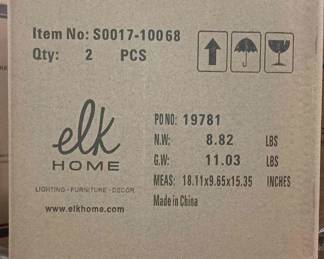 Item No: S0017-10068
Qty: 2 PCS
elk
HOME
LIGHTING - FURNITURE - DECOR
www.elkhome.com
PO NO: 19781
N.W: 8.82 LBS
G.W: 11.03 LBS
MEAS: 18.11x9.65x15.35 INCHES
Made in China